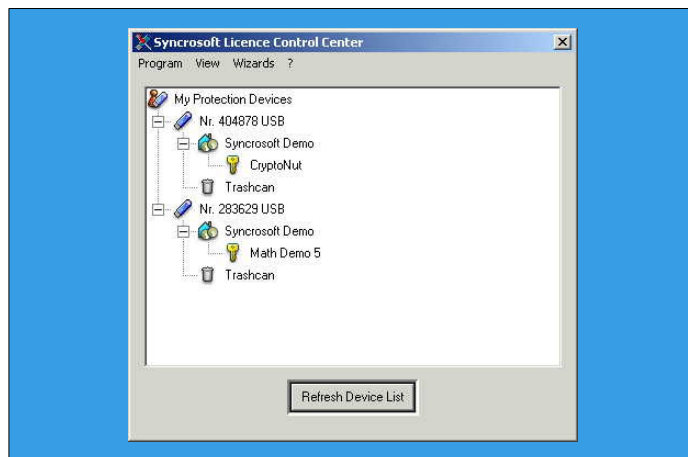 Syncrosoft Licence Control Center
Program View Wizards ?
My Protection Devices
Nr. 404878 USB
Syncrosoft Demo
CryptoNut
Trashcan
Nr. 283629 USB
Syncrosoft Demo
Math Demo 5
Trashcan
Refresh Device List